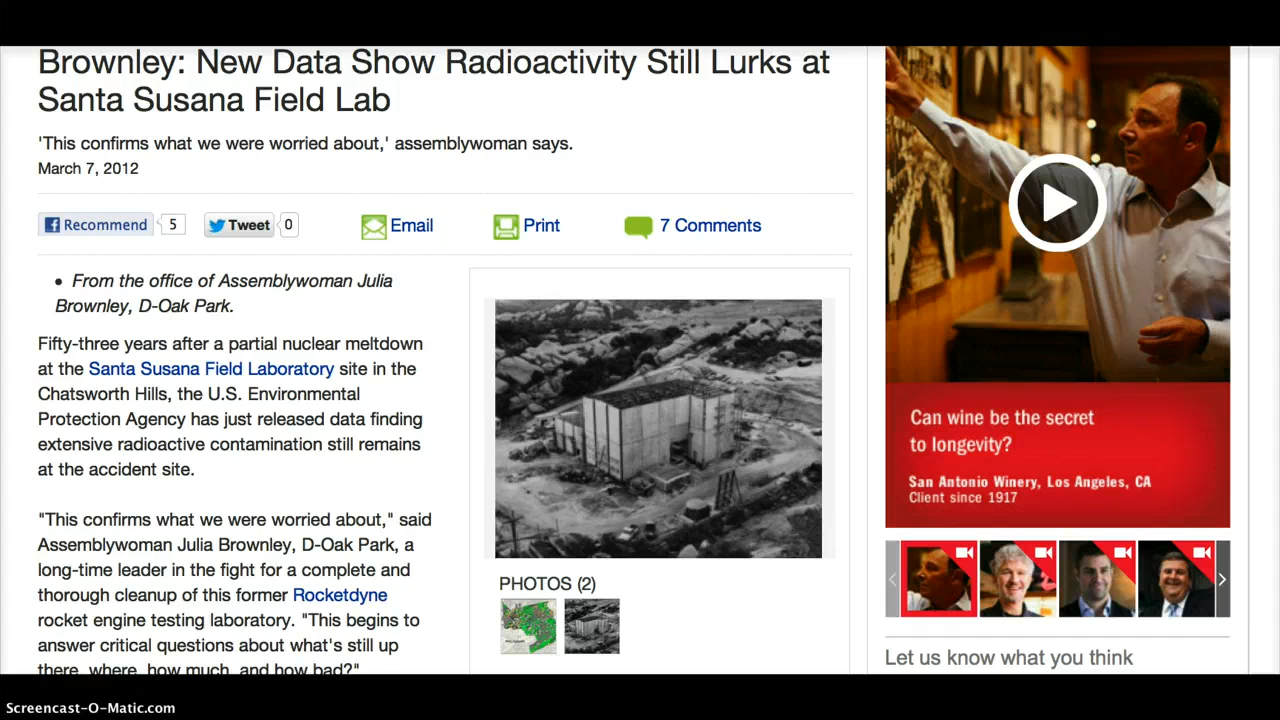 Brownley: New Data Show Radioactivity Still Lurks at
Santa Susana Field Lab
'This confirms what we were worried about,' assemblywoman says.
March 7, 2012
Recommend 5 Tweet 0 Email Print 7 Comments
• From the office of Assemblywoman Julia
Brownley, D-Oak Park.
Fifty-three years after a partial nuclear meltdown
at the Santa Susana Field Laboratory site in the
Chatsworth Hills, the U.S. Environmental
Protection Agency has just released data finding
extensive radioactive contamination still remains
at the accident site.
"This confirms what we were worried about," said
Assemblywoman Julia Brownley, D-Oak Park, a
long-time leader in the fight for a complete and
thorough cleanup of this former Rocketdyne
rocket engine testing laboratory. "This begins to
answer critical questions about what's still up
there, where, how much, and how bad?"
PHOTOS (2)
Can wine be the secret
to longevity?
San Antonio Winery, Los Angeles, CA
Client since 1917
Let us know what you think
Screencast-O-Matic.com